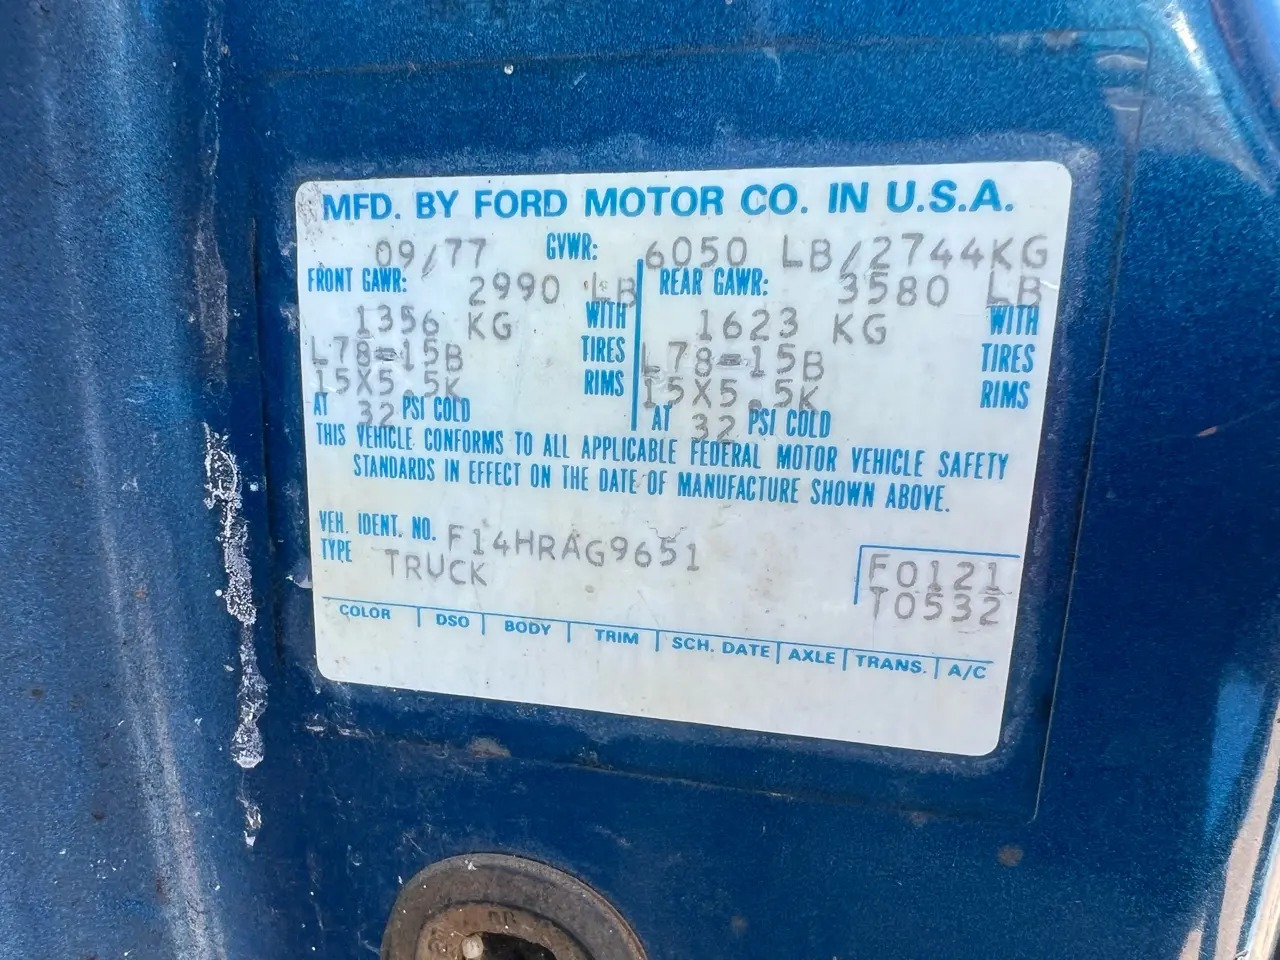 MFD. BY FORD MOTOR CO. IN U.S.A.
09/77 GVWR: 6050 LB/2744KG
FRONT GAWR: 2990 LB REAR GAWR: 3580 LB
1356 KG WITH 1623 KG WITH
L78-15B TIRES L78-15B TIRES
15X5.5K RIMS 15X5.5K RIMS
AT 32 PSI COLD AT 32 PSI COLD
THIS VEHICLE CONFORMS TO ALL APPLICABLE FEDERAL MOTOR VEHICLE SAFETY
STANDARDS IN EFFECT ON THE DATE OF MANUFACTURE SHOWN ABOVE.
VEH. IDENT. NO. F14HRAG9651
TYPE TRUCK F0121
T0532
COLOR DSO BODY TRIM SCH. DATE AXLE TRANS. A/C